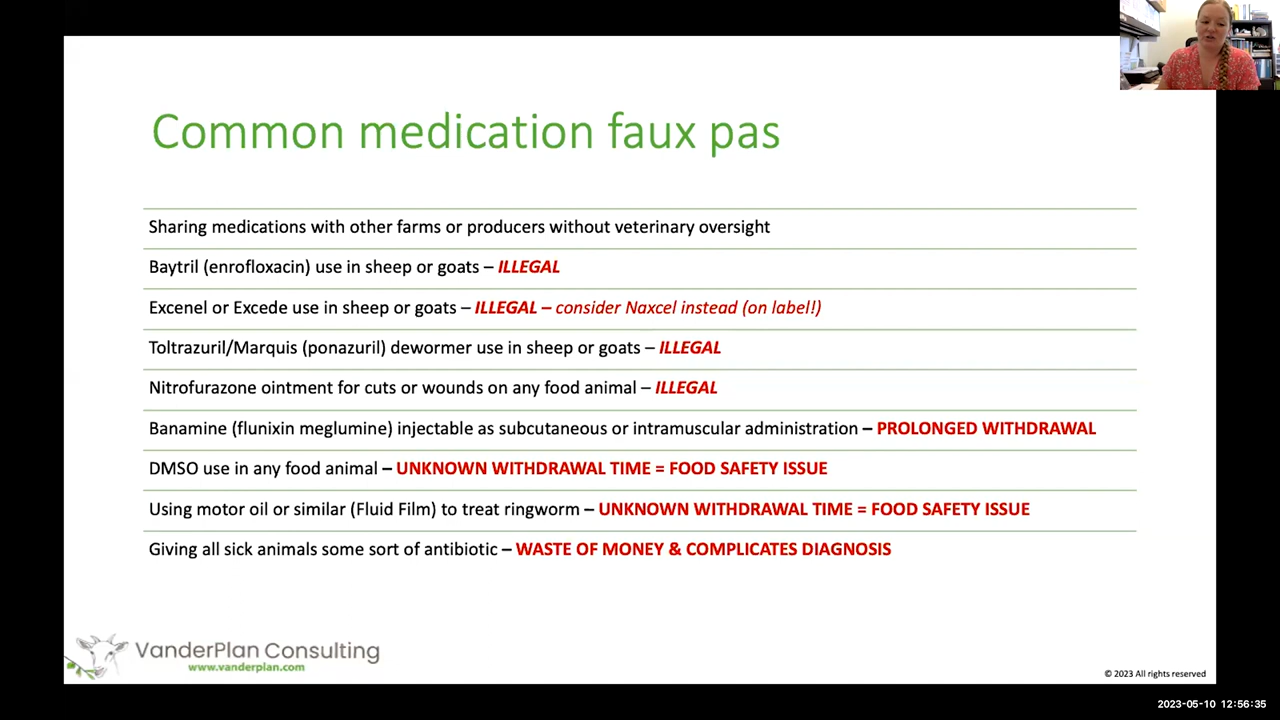 Common medication faux pas
Sharing medications with other farms or producers without veterinary oversight
Baytril (enrofloxacin) use in sheep or goats – ILLEGAL
Excenel or Excede use in sheep or goats – ILLEGAL – consider Naxcel instead (on label!)
Toltrazuril/Marquis (ponazuril) dewormer use in sheep or goats – ILLEGAL
Nitrofurazone ointment for cuts or wounds on any food animal – ILLEGAL
Banamine (flunixin meglumine) injectable as subcutaneous or intramuscular administration – PROLONGED WITHDRAWAL
DMSO use in any food animal – UNKNOWN WITHDRAWAL TIME = FOOD SAFETY ISSUE
Using motor oil or similar (Fluid Film) to treat ringworm – UNKNOWN WITHDRAWAL TIME = FOOD SAFETY ISSUE
Giving all sick animals some sort of antibiotic – WASTE OF MONEY & COMPLICATES DIAGNOSIS
VanderPlan Consulting
www.vanderplan.com
© 2023 All rights reserved
2023-05-10 12:56:35